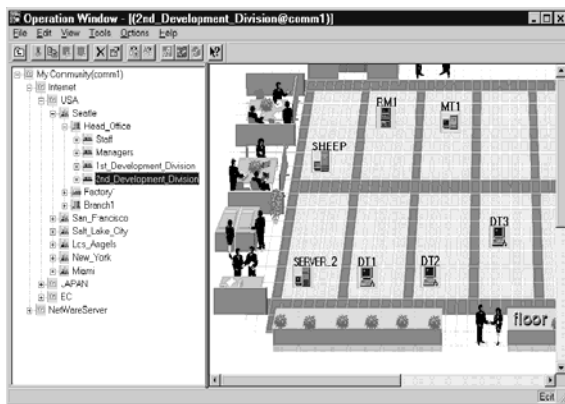 Operation Window - [(2nd_Development_Division@comm1)]
File Edit View Tools Options Help
My Community(comm1)
Internet
USA
Seatle
Head_Office
Staff
Managers
1st_Development_Division
2nd_Development_Division
Factory
Branch1
San_Francisco
Salt_Lake_City
Los_Angels
New_York
Miami
JAPAN
EC
NetWareServer
RM1
MT1
SHEEP
DT3
SERVER_2
DT1
DT2
floor
Edit